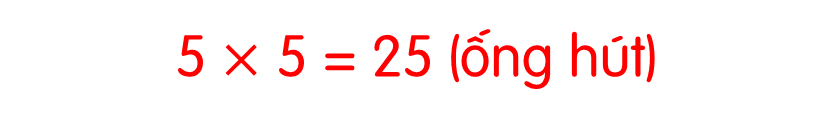 5 × 5 = 25 (ống hút)